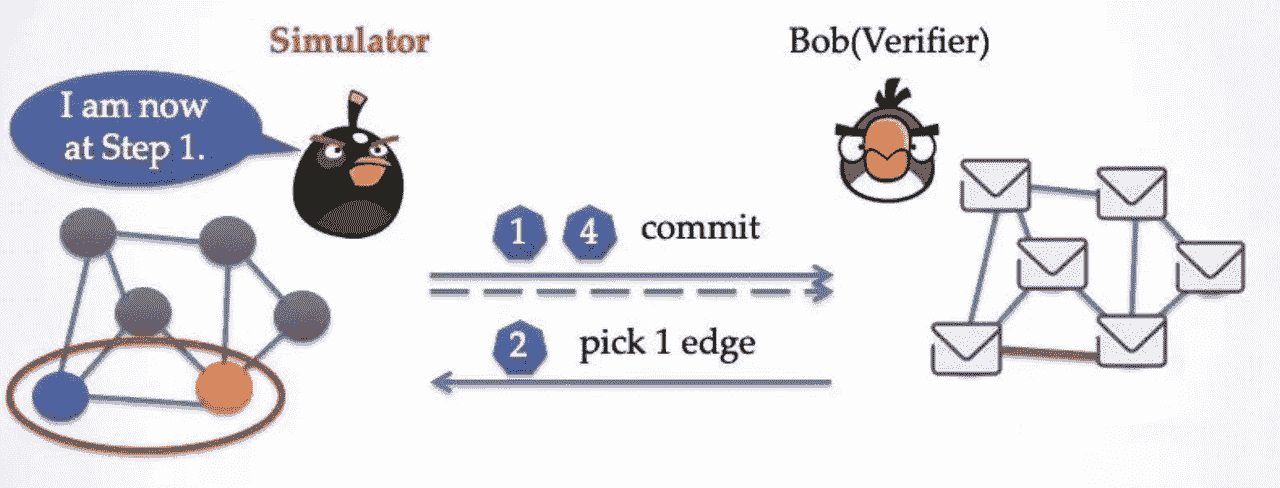 Simulator
Bob(Verifier)
I am now
at Step 1.
1 4 commit
2 pick 1 edge